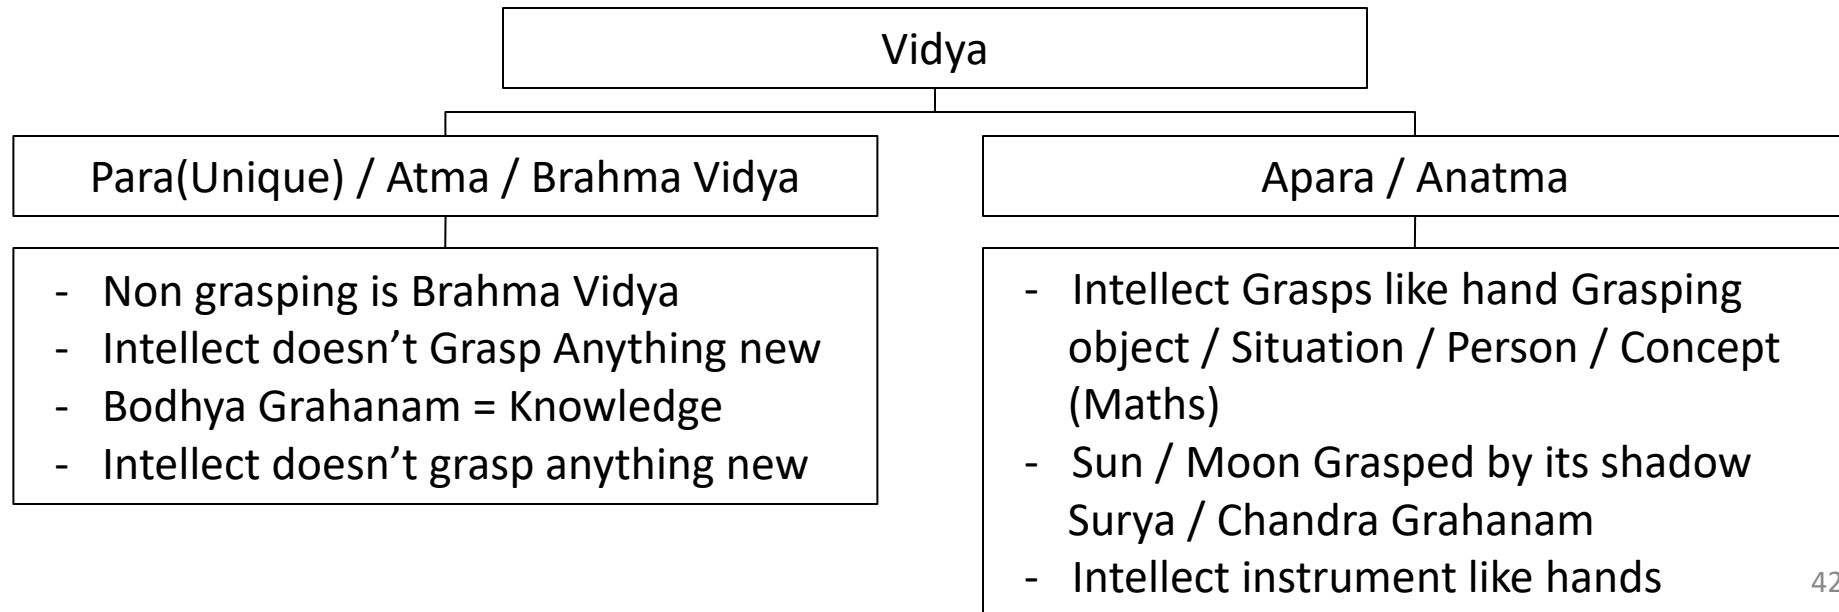 Vidya
Para(Unique) / Atma / Brahma Vidya
- Non grasping is Brahma Vidya
- Intellect doesn’t Grasp Anything new
- Bodhya Grahanam = Knowledge
- Intellect doesn’t grasp anything new
Apara / Anatma
- Intellect Grasps like hand Grasping
object / Situation / Person / Concept
(Maths)
- Sun / Moon Grasped by its shadow
Surya / Chandra Grahanam
- Intellect instrument like hands
42